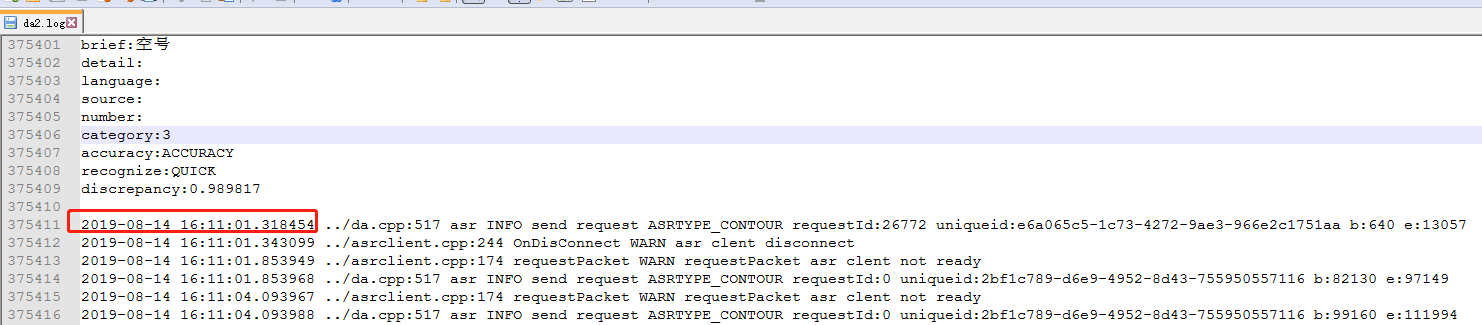 da2.log
375401 brief:空号
375402 detail:
375403 language:
375404 source:
375405 number:
375406 category:3
375407 accuracy:ACCURACY
375408 recognize:QUICK
375409 discrepancy:0.989817
375410
375411 2019-08-14 16:11:01.318454 ../da.cpp:517 asr INFO send request ASRTYPE_CONTOUR requestId:26772 uniqueid:e6a065c5-1c73-4272-9ae3-966e2c1751aa b:640 e:13057
375412 2019-08-14 16:11:01.343099 ../asrclient.cpp:244 OnDisConnect WARN asr clent disconnect
375413 2019-08-14 16:11:01.853949 ../asrclient.cpp:174 requestPacket WARN requestPacket asr clent not ready
375414 2019-08-14 16:11:01.853968 ../da.cpp:517 asr INFO send request ASRTYPE_CONTOUR requestId:0 uniqueid:2bf1c789-d6e9-4952-8d43-755950557116 b:82130 e:97149
375415 2019-08-14 16:11:04.093967 ../asrclient.cpp:174 requestPacket WARN requestPacket asr clent not ready
375416 2019-08-14 16:11:04.093988 ../da.cpp:517 asr INFO send request ASRTYPE_CONTOUR requestId:0 uniqueid:2bf1c789-d6e9-4952-8d43-755950557116 b:99160 e:111994